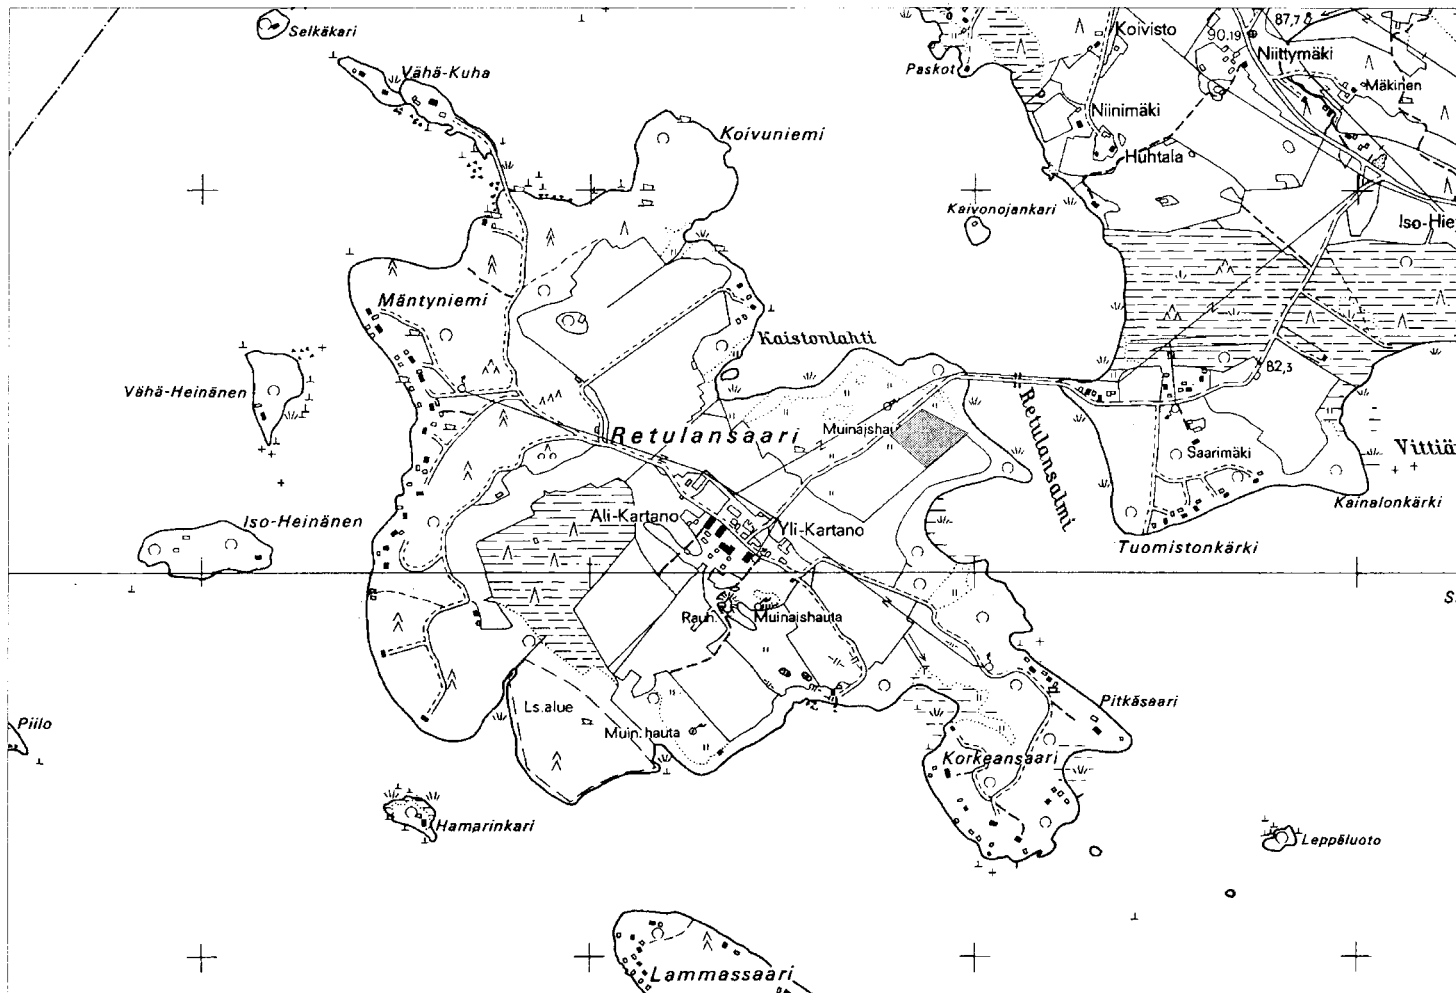 Selkäkari
Koivisto
87,7
90.19
Niittymäki
Paskot
Vähä-Kuha
Mäkinen
Niinimäki
Koivuniemi
Huhtala
Kaivonojankari
Iso-Hie
Mäntyniemi
Kaistonlahti
82,3
Vähä-Heinänen
Retulansaari
Muinaishau
Retulansalmi
Saarimäki
Vittiä
Kainalonkärki
Iso-Heinänen
Ali-Kartano
Yli-Kartano
Tuomistonkärki
S
Rauh.
Muinaishauta
Piilo
Ls.alue
Pitkäsaari
Muin.hauta
Korkeansaari
Hamarinkari
Leppäluoto
Lammassaari